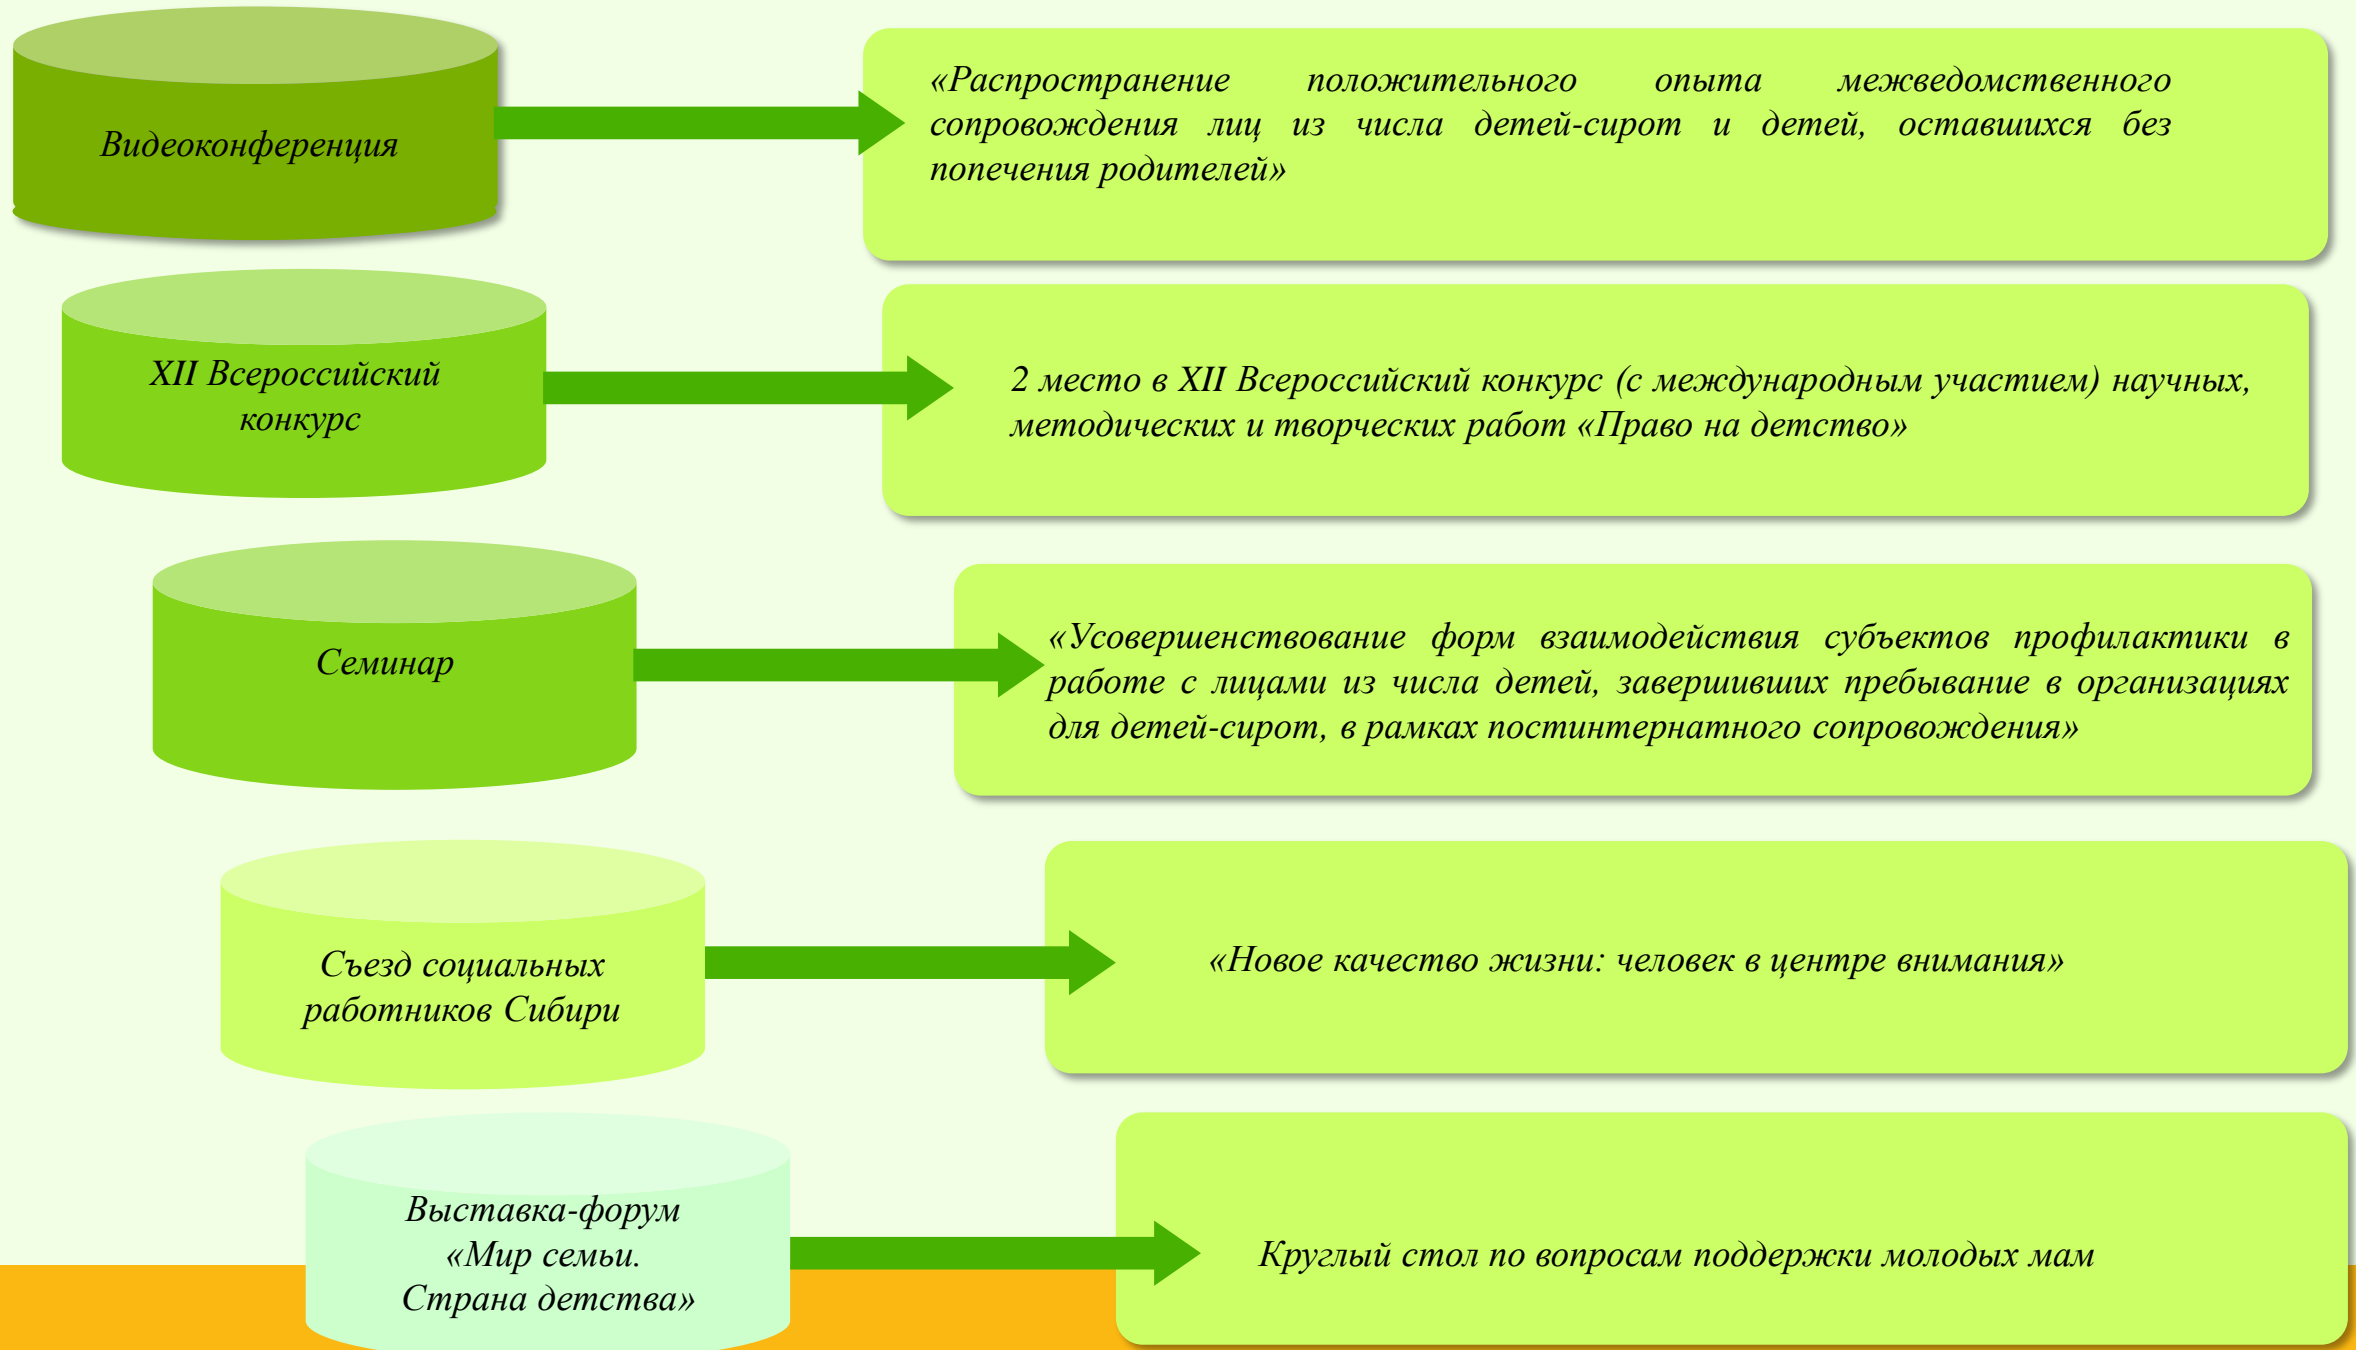 Видеоконференция
«Распространение положительного опыта межведомственного
сопровождения лиц из числа детей-сирот и детей, оставшихся без
попечения родителей»
XII Всероссийский
конкурс
2 место в XII Всероссийский конкурс (с международным участием) научных,
методических и творческих работ «Право на детство»
Семинар
«Усовершенствование форм взаимодействия субъектов профилактики в
работе с лицами из числа детей, завершивших пребывание в организациях
для детей-сирот, в рамках постинтернатного сопровождения»
Съезд социальных
работников Сибири
«Новое качество жизни: человек в центре внимания»
Выставка-форум
«Мир семьи.
Страна детства»
Круглый стол по вопросам поддержки молодых мам